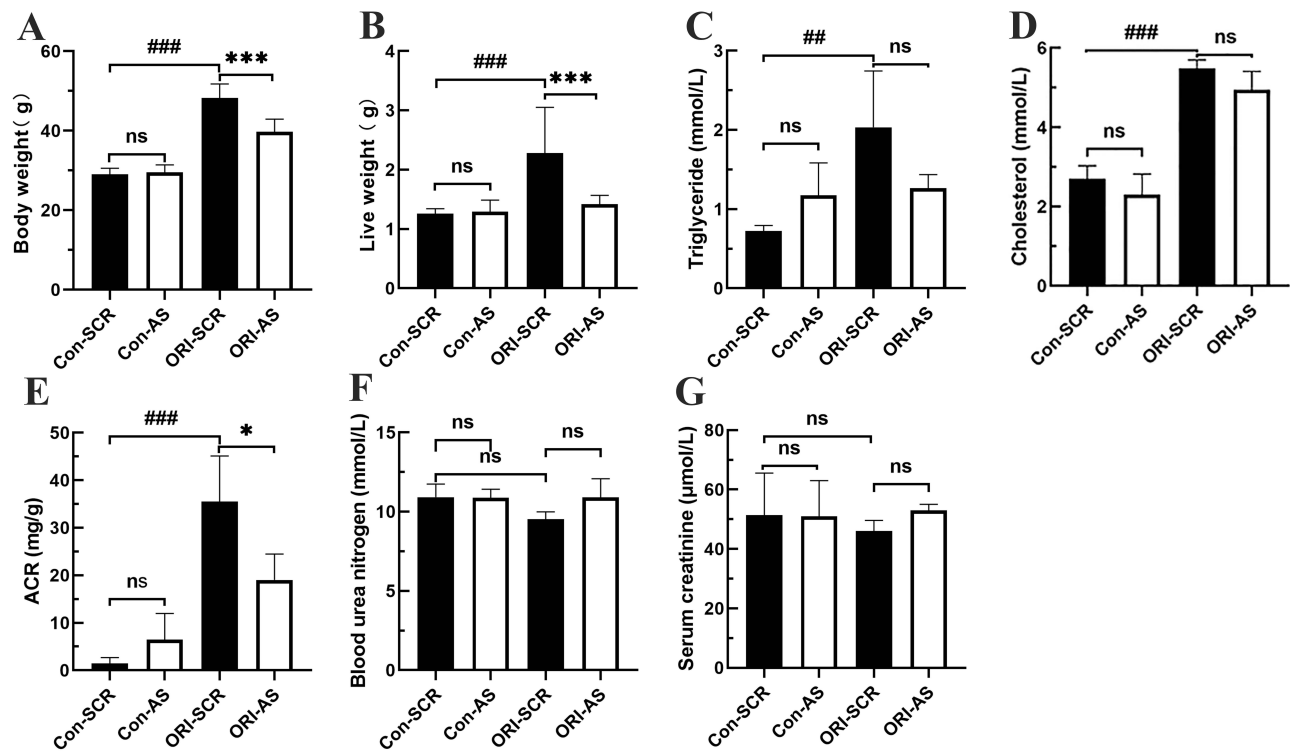 A
Body weight( g)
60
40
20
0
###
***
ns
Con-SCR
Con-AS
ORI-SCR
ORI-AS
B
Live weight( g)
4
3
2
1
0
###
***
ns
Con-SCR
Con-AS
ORI-SCR
ORI-AS
C
Triglyceride (mmol/L)
3
2
1
0
##
ns
ns
Con-SCR
Con-AS
ORI-SCR
ORI-AS
D
Cholesterol (mmol/L)
6
4
2
0
###
ns
ns
Con-SCR
Con-AS
ORI-SCR
ORI-AS
E
ACR (mg/g)
50
40
30
20
10
0
###
*
ns
Con-SCR
Con-AS
ORI-SCR
ORI-AS
F
Blood urea nitrogen (mmol/L)
15
10
5
0
ns
ns
ns
Con-SCR
Con-AS
ORI-SCR
ORI-AS
G
Serum creatinine (μmol/L)
80
60
40
20
0
ns
ns
ns
Con-SCR
Con-AS
ORI-SCR
ORI-AS